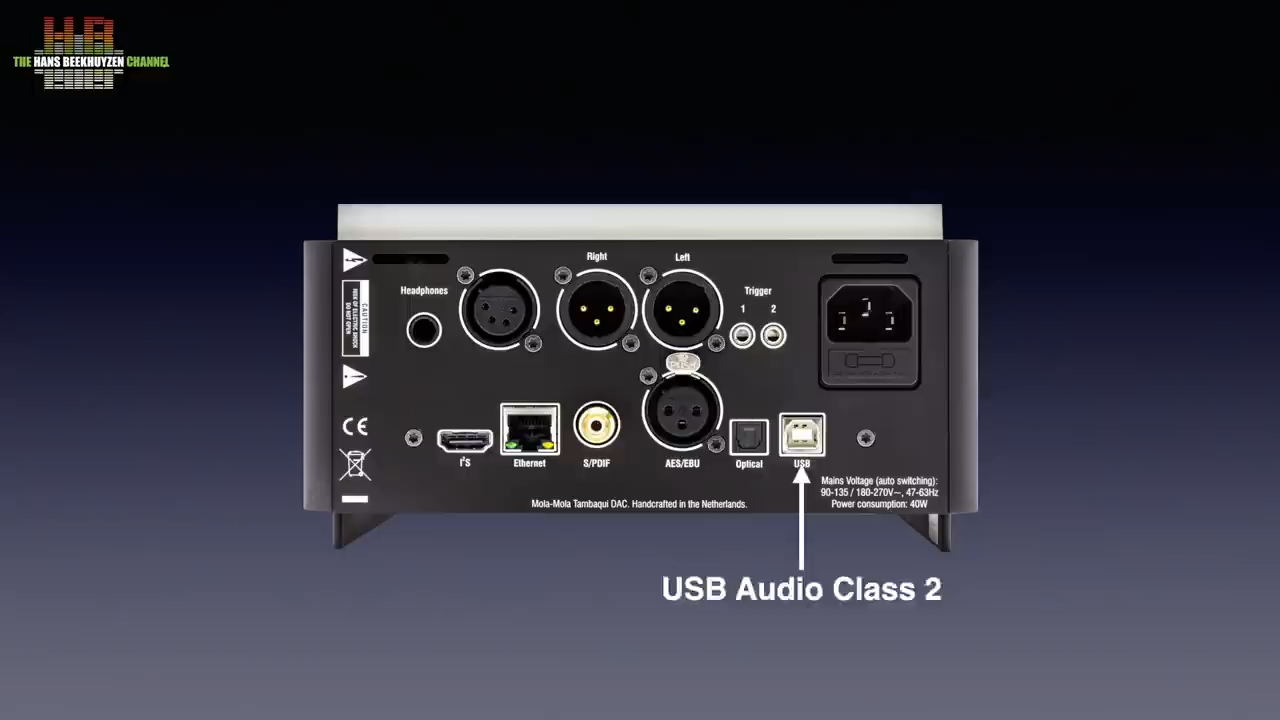 THE HANS BEEKHUYZEN CHANNEL
Right
Left
Headphones
Trigger
1 2
CAUTION
RISK OF ELECTRIC SHOCK
DO NOT OPEN
PUSH
CE
I²S
Ethernet
S/PDIF
AES/EBU
Optical
USB
Mains Voltage (auto switching):
90-135 / 180-270V~, 47-63Hz
Power consumption: 40W
Mola-Mola Tambaqui DAC. Handcrafted in the Netherlands.
USB Audio Class 2